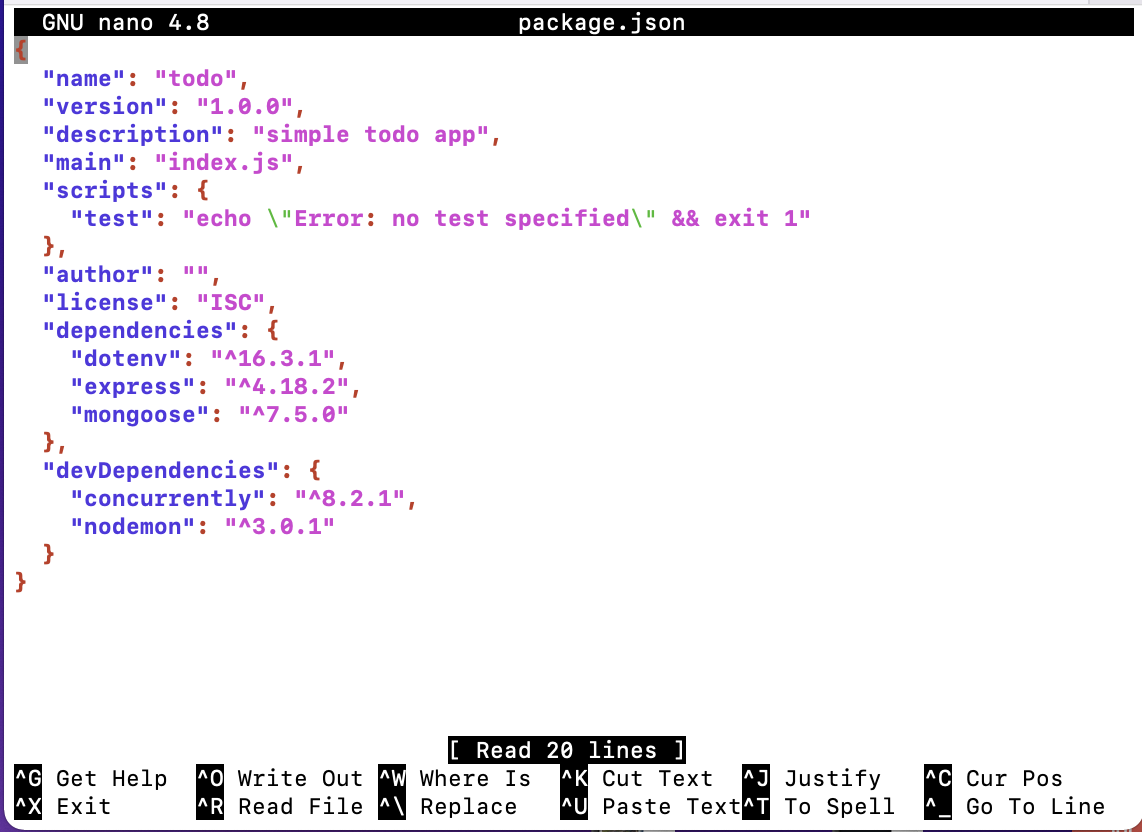 GNU nano 4.8 package.json
{
  "name": "todo",
  "version": "1.0.0",
  "description": "simple todo app",
  "main": "index.js",
  "scripts": {
    "test": "echo \"Error: no test specified\" && exit 1"
  },
  "author": "",
  "license": "ISC",
  "dependencies": {
    "dotenv": "^16.3.1",
    "express": "^4.18.2",
    "mongoose": "^7.5.0"
  },
  "devDependencies": {
    "concurrently": "^8.2.1",
    "nodemon": "^3.0.1"
  }
}
[ Read 20 lines ]
^G Get Help ^O Write Out ^W Where Is ^K Cut Text ^J Justify ^C Cur Pos
^X Exit ^R Read File ^\ Replace ^U Paste Text^T To Spell ^_ Go To Line